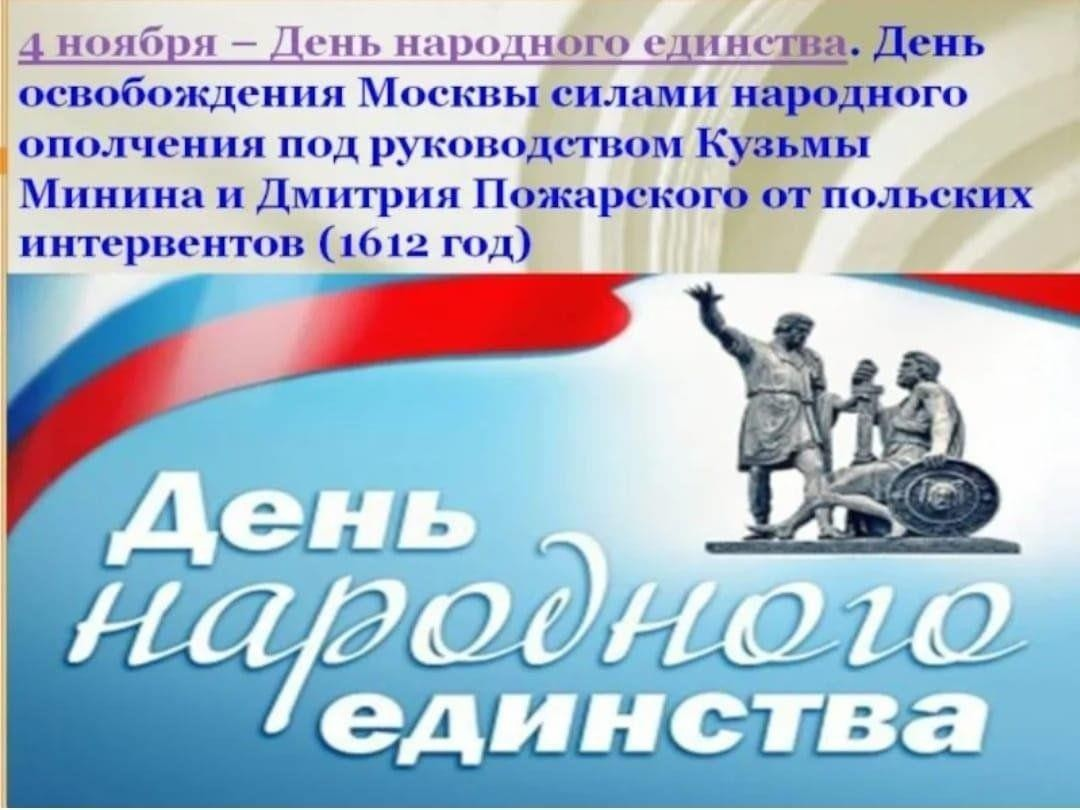 4 ноября – День народного единства. День
освобождения Москвы силами народного
ополчения под руководством Кузьмы
Минина и Дмитрия Пожарского от польских
интервентов (1612 год)
День
народного
единства